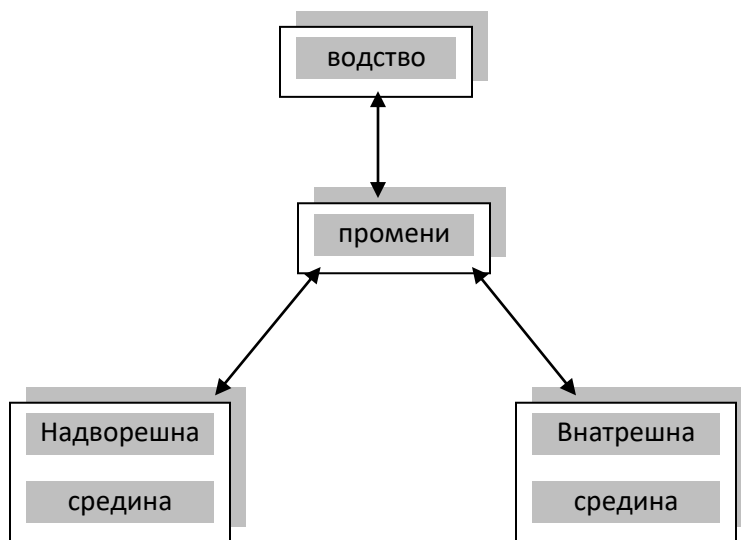 водство
промени
Надворешна
средина
Внатрешна
средина